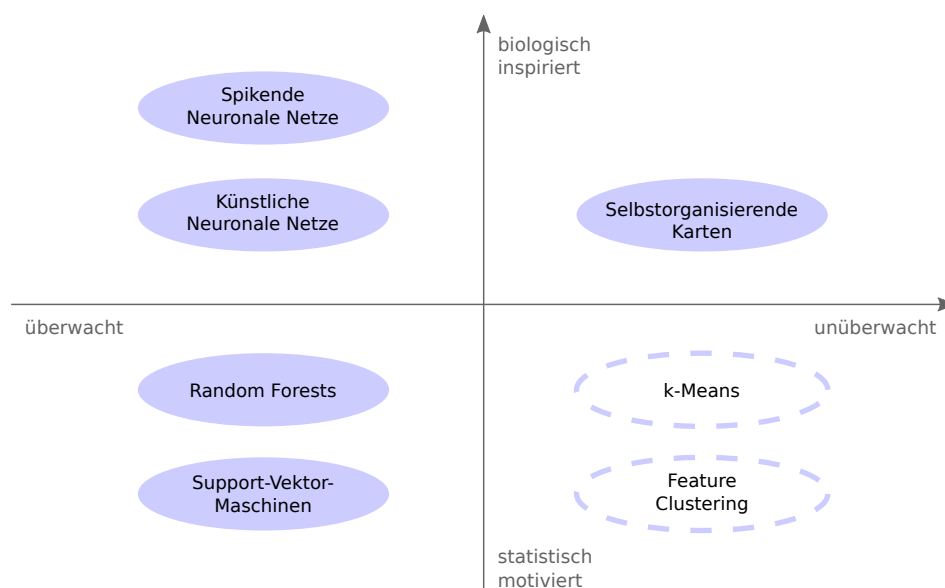 biologisch
inspiriert
Spikende
Neuronale Netze
Künstliche
Neuronale Netze
Selbstorganisierende
Karten
überwacht
unüberwacht
Random Forests
k-Means
Support-Vektor-
Maschinen
Feature
Clustering
statistisch
motiviert